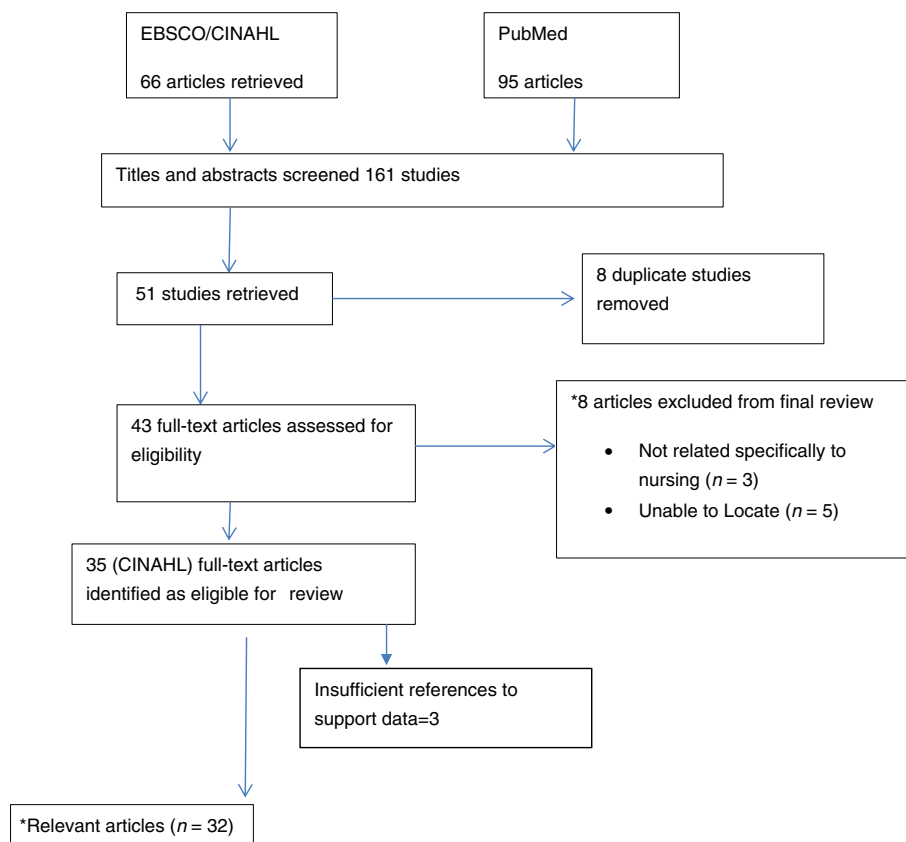 EBSCO/CINAHL
66 articles retrieved
PubMed
95 articles
Titles and abstracts screened 161 studies
51 studies retrieved
8 duplicate studies
removed
43 full-text articles assessed for
eligibility
*8 articles excluded from final review
• Not related specifically to
nursing (n = 3)
• Unable to Locate (n = 5)
35 (CINAHL) full-text articles
identified as eligible for review
Insufficient references to
support data=3
*Relevant articles (n = 32)